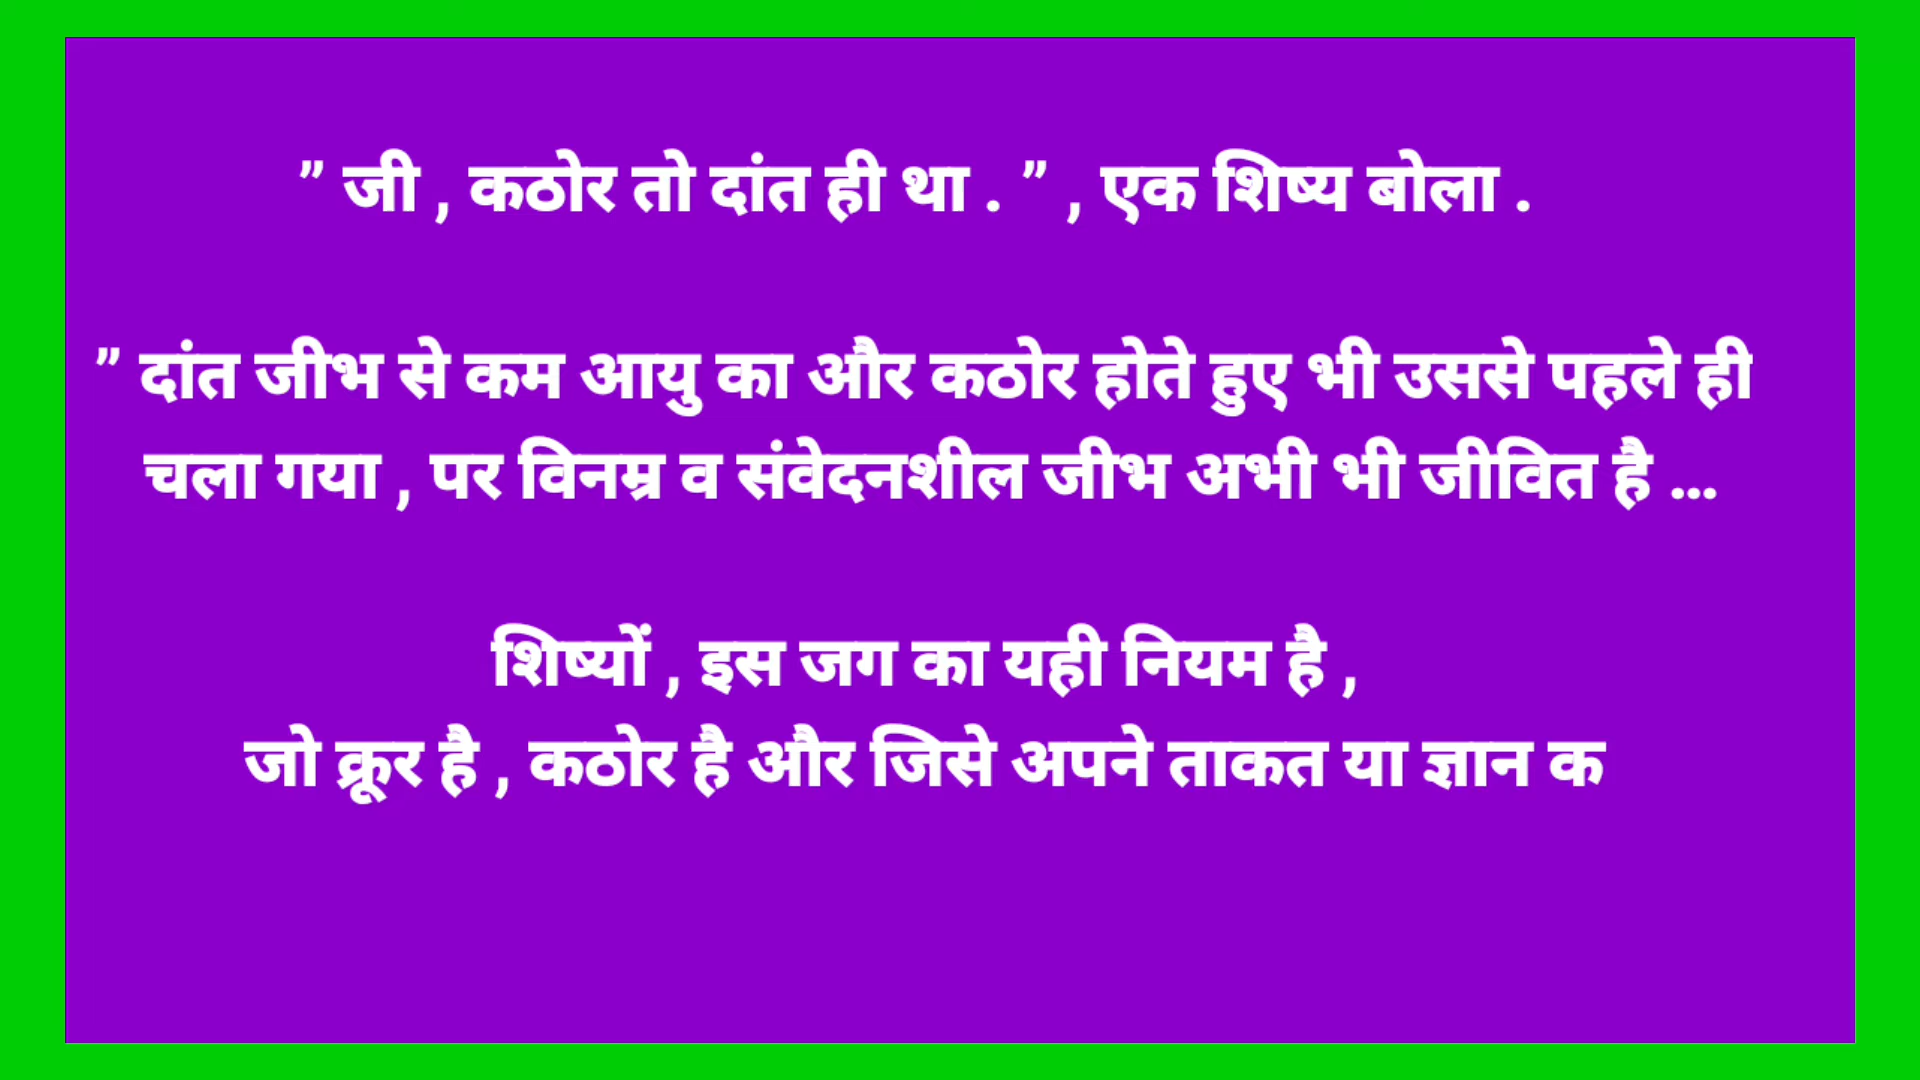 ” जी , कठोर तो दांत ही था . ” , एक शिष्य बोला .
” दांत जीभ से कम आयु का और कठोर होते हुए भी उससे पहले ही
चला गया , पर विनम्र व संवेदनशील जीभ अभी भी जीवित है ...
शिष्यों , इस जग का यही नियम है ,
जो क्रूर है , कठोर है और जिसे अपने ताकत या ज्ञान क